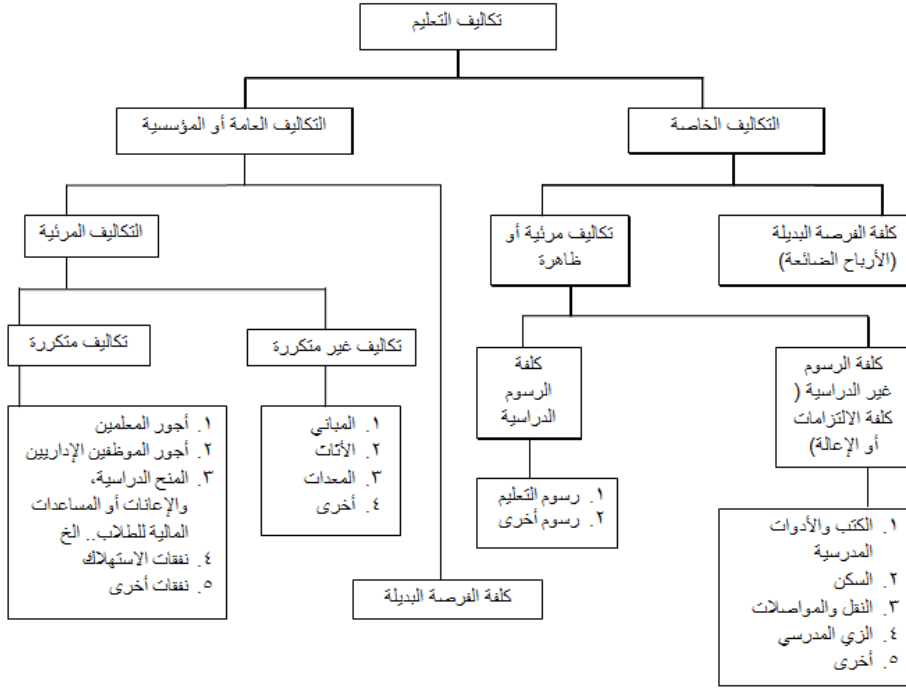 تكاليف التعليم
التكاليف الخاصة
التكاليف العامة أو المؤسسية
كلفة الفرصة البديلة
(الأرباح الضائعة)
تكاليف مرئية أو
ظاهرة
التكاليف المرئية
كلفة الرسوم
غير الدراسية (
كلفة الالتزامات
أو الإعالة)
كلفة
الرسوم
الدراسية
تكاليف غير متكررة
تكاليف متكررة
١. الكتب والأدوات
المدرسية
٢. السكن
٣. النقل والمواصلات
٤. الزي المدرسي
٥. أخرى
١. رسوم التعليم
٢. رسوم أخرى
١. المباني
٢. الأثاث
٣. المعدات
٤. أخرى
١. أجور المعلمين
٢. أجور الموظفين الإداريين
٣. المنح الدراسية،
والإعانات أو المساعدات
المالية للطلاب.. الخ
٤. نفقات الاستهلاك
٥. نفقات أخرى
كلفة الفرصة البديلة